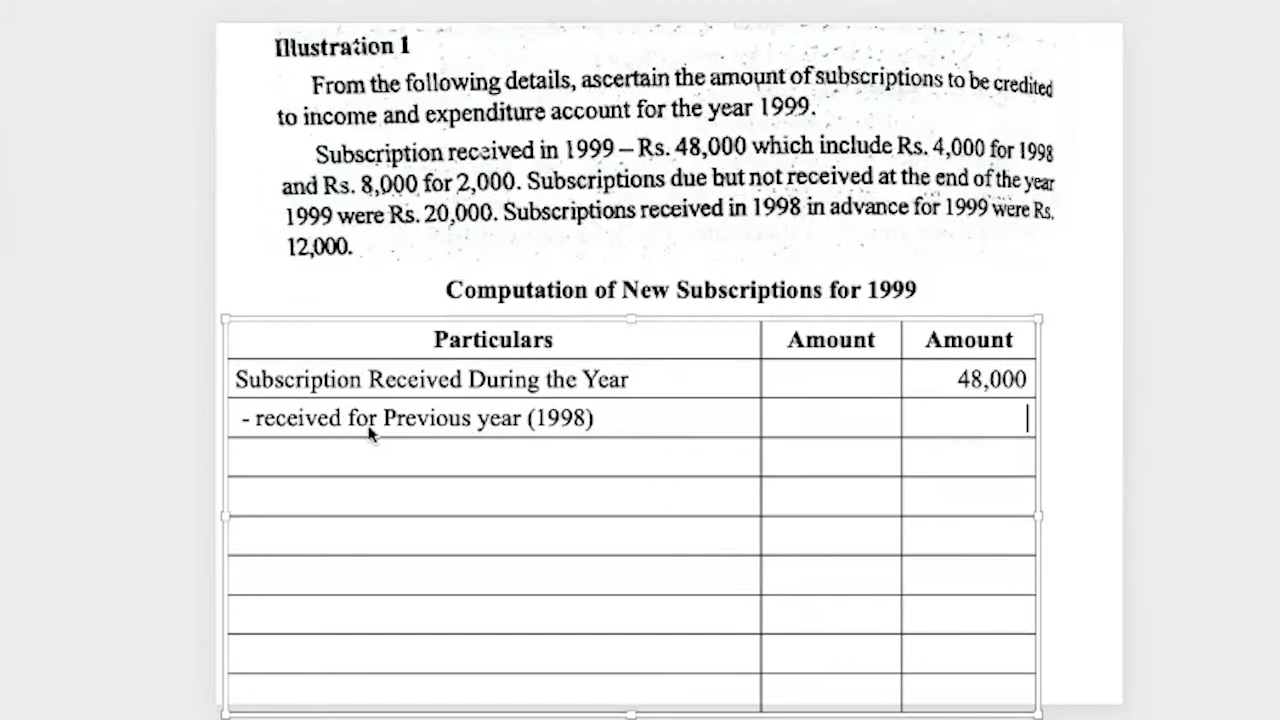 Illustration 1
From the following details, ascertain the amount of subscriptions to be credited
to income and expenditure account for the year 1999.
Subscription received in 1999 – Rs. 48,000 which include Rs. 4,000 for 1998
and Rs. 8,000 for 2,000. Subscriptions due but not received at the end of the year
1999 were Rs. 20,000. Subscriptions received in 1998 in advance for 1999 were Rs.
12,000.
Computation of New Subscriptions for 1999
Particulars Amount Amount
Subscription Received During the Year 48,000
- received for Previous year (1998)